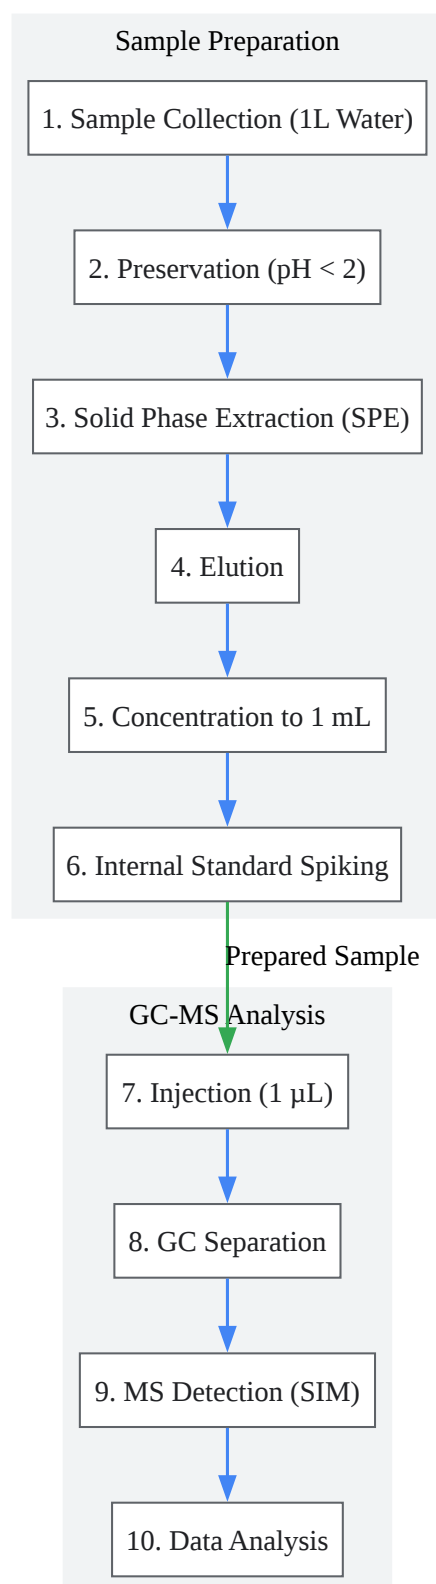 Sample Preparation
1. Sample Collection (1L Water)
2. Preservation (pH < 2)
3. Solid Phase Extraction (SPE)
4. Elution
5. Concentration to 1 mL
6. Internal Standard Spiking
Prepared Sample
GC-MS Analysis
7. Injection (1 µL)
8. GC Separation
9. MS Detection (SIM)
10. Data Analysis